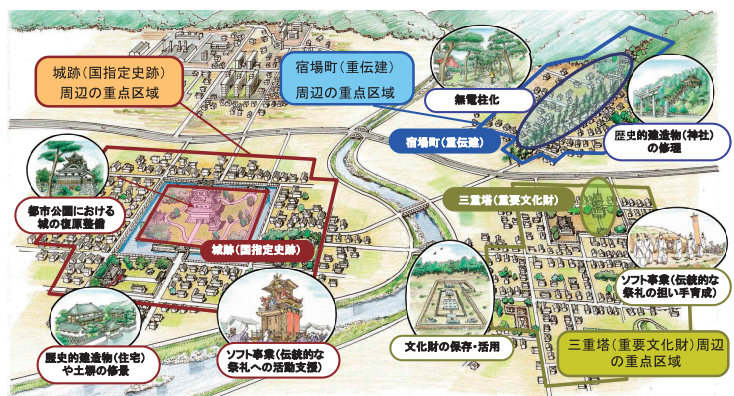 城跡(国指定史跡)
周辺の重点区域
宿場町(重伝建)
周辺の重点区域
無電柱化
歴史的建造物(神社)
の修理
宿場町(重伝建)
三重塔(重要文化財)
都市公園における
城の復原整備
城跡(国指定史跡)
ソフト事業(伝統的な
祭礼の担い手育成)
歴史的建造物(住宅)
や土塀の修景
ソフト事業(伝統的な
祭礼への活動支援)
文化財の保存・活用
三重塔(重要文化財)周辺
の重点区域